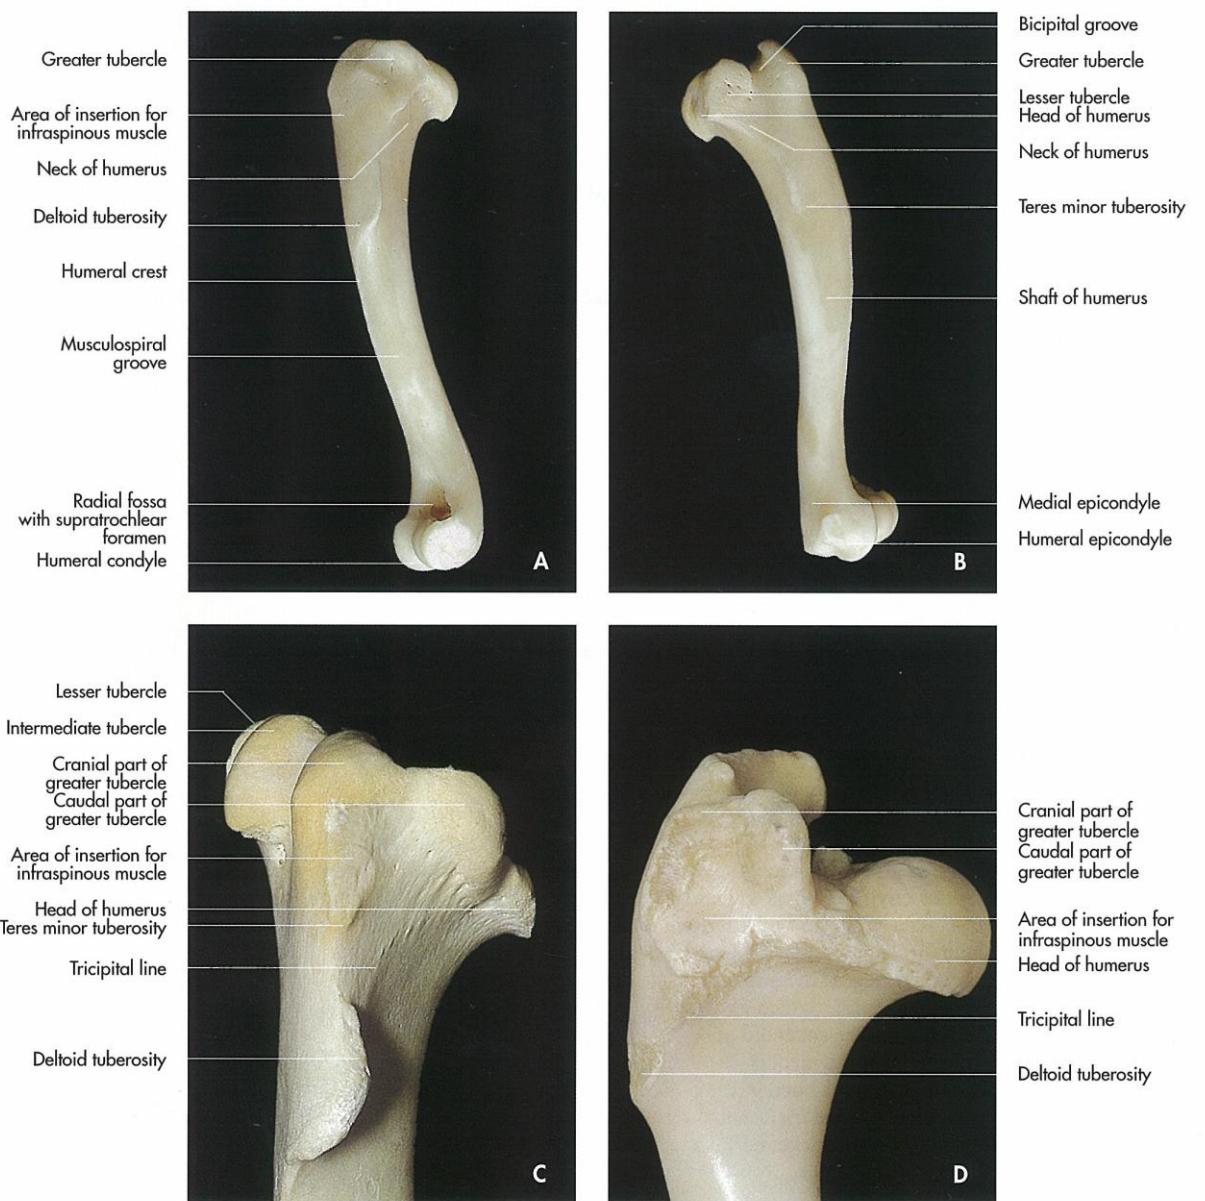 Greater tubercle
Area of insertion for
infraspinous muscle
Neck of humerus
Deltoid tuberosity
Humeral crest
Musculospiral
groove
Radial fossa
with supratrochlear
foramen
Humeral condyle
A
Bicipital groove
Greater tubercle
Lesser tubercle
Head of humerus
Neck of humerus
Teres minor tuberosity
Shaft of humerus
Medial epicondyle
Humeral epicondyle
B
Lesser tubercle
Intermediate tubercle
Cranial part of
greater tubercle
Caudal part of
greater tubercle
Area of insertion for
infraspinous muscle
Head of humerus
Teres minor tuberosity
Tricipital line
Deltoid tuberosity
C
Cranial part of
greater tubercle
Caudal part of
greater tubercle
Area of insertion for
infraspinous muscle
Head of humerus
Tricipital line
Deltoid tuberosity
D